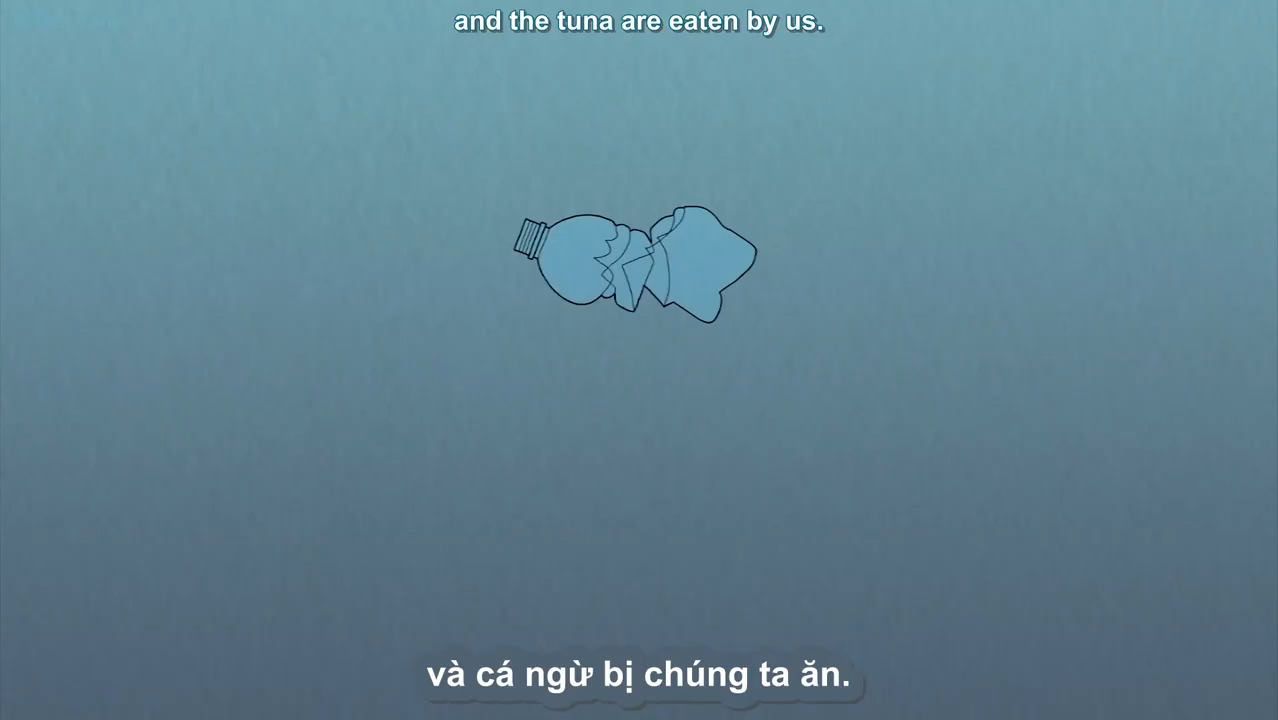 and the tuna are eaten by us.
và cá ngừ bị chúng ta ăn.